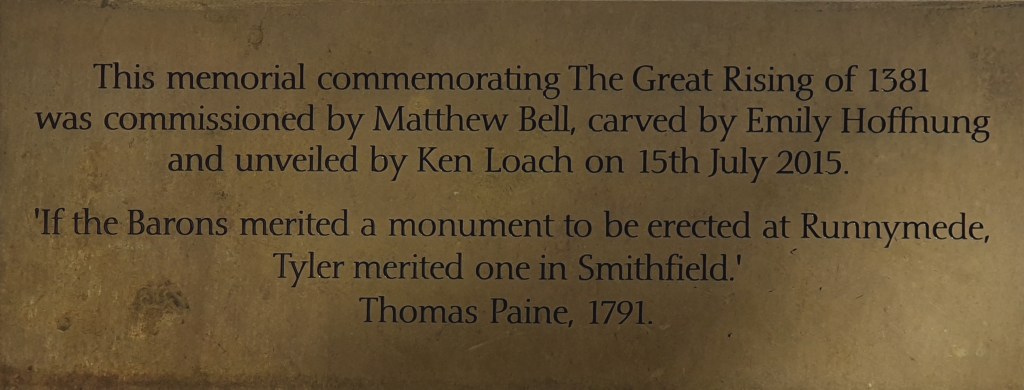 This memorial commemorating The Great Rising of 1381
was commissioned by Matthew Bell, carved by Emily Hoffnung
and unveiled by Ken Loach on 15th July 2015.
'If the Barons merited a monument to be erected at Runnymede,
Tyler merited one in Smithfield.'
Thomas Paine, 1791.